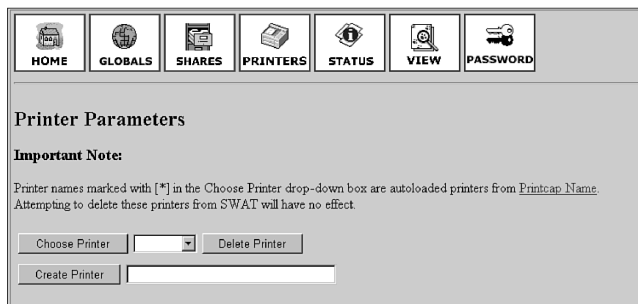 HOME GLOBALS SHARES PRINTERS STATUS VIEW PASSWORD
Printer Parameters
Important Note:
Printer names marked with [*] in the Choose Printer drop-down box are autoloaded printers from Printcap Name.
Attempting to delete these printers from SWAT will have no effect.
Choose Printer Delete Printer
Create Printer